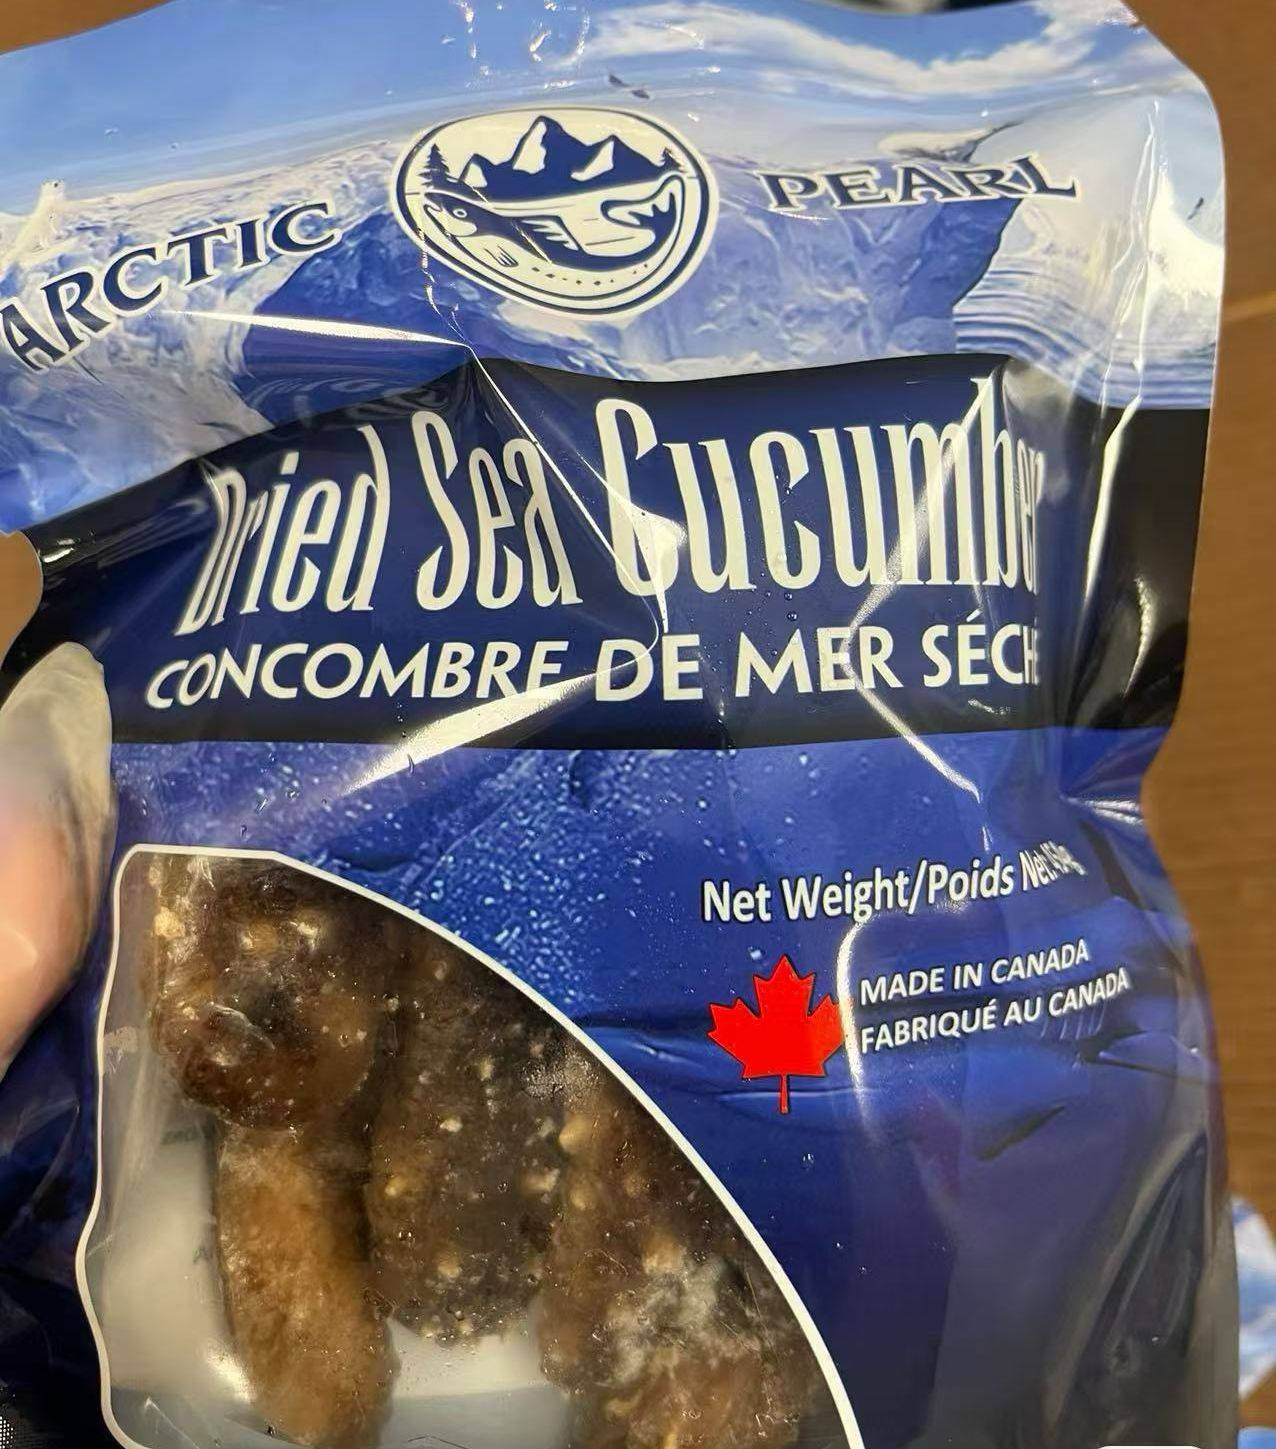 ARCTIC PEARL
Dried Sea Cucumber
CONCOMBRE DE MER SÉCHÉ
Net Weight/Poids Net:
MADE IN CANADA
FABRIQUÉ AU CANADA